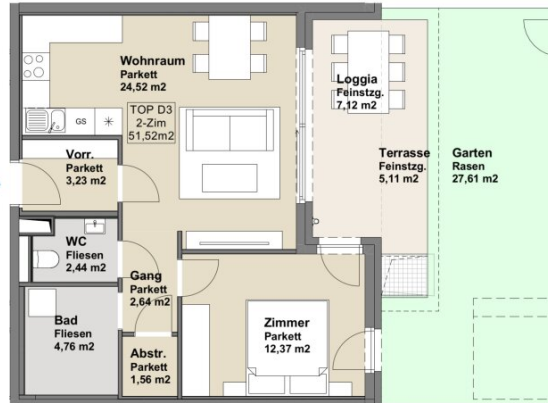 Wohnraum
Parkett
24,52 m2
TOP D3
2-Zim
51,52m2
GS
Loggia
Feinstzg.
7,12 m2
Terrasse
Feinstzg.
5,11 m2
Garten
Rasen
27,61 m2
Vorr.
Parkett
3,23 m2
WC
Fliesen
2,44 m2
Gang
Parkett
2,64 m2
Bad
Fliesen
4,76 m2
Abstr.
Parkett
1,56 m2
Zimmer
Parkett
12,37 m2